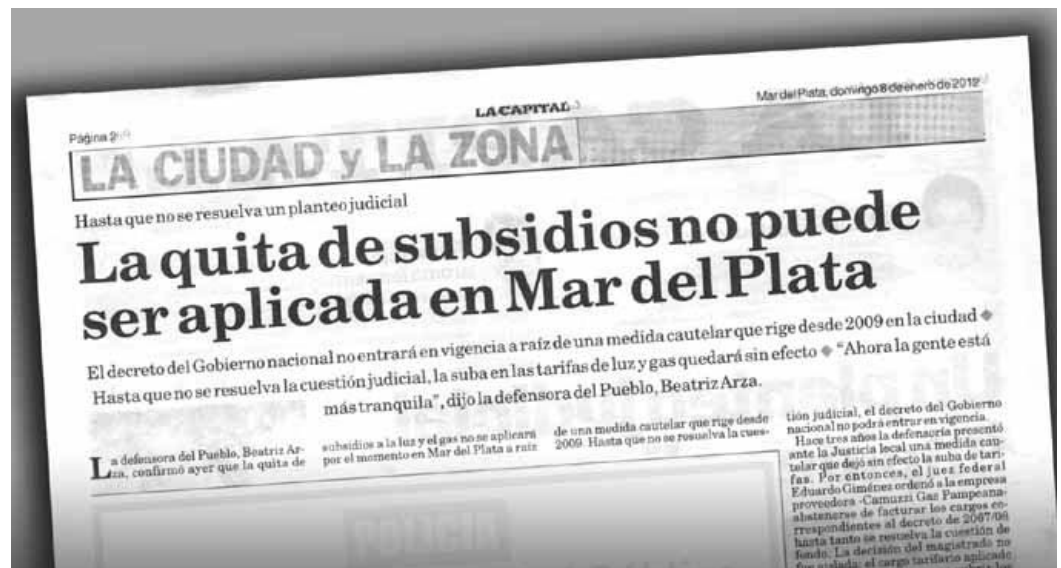 Página 2
LA CAPITAL
Mar del Plata, domingo 8 de enero de 2012
LA CIUDAD y LA ZONA
Hasta que no se resuelva un planteo judicial
La quita de subsidios no puede
ser aplicada en Mar del Plata
El decreto del Gobierno nacional no entrará en vigencia a raíz de una medida cautelar que rige desde 2009 en la ciudad ◆
Hasta que no se resuelva la cuestión judicial, la suba en las tarifas de luz y gas quedará sin efecto ◆ “Ahora la gente está
más tranquila”, dijo la defensora del Pueblo, Beatriz Arza.
La defensora del Pueblo, Beatriz Ar-
za, confirmó ayer que la quita de
subsidios a la luz y el gas no se aplicará
por el momento en Mar del Plata a raíz
de una medida cautelar que rige desde
2009. Hasta que no se resuelva la cues-
tión judicial, el decreto del Gobierno
nacional no podrá entrar en vigencia.
Hace tres años la defensoría presentó
ante la Justicia local una medida cau-
telar que dejó sin efecto la suba de tari-
fas. Por entonces, el juez federal
Eduardo Giménez ordenó a la empresa
proveedora -Camuzzi Gas Pampeana-
abstenerse de facturar los cargos co-
rrespondientes al decreto de 2067/08
hasta tanto se resuelva la cuestión de
fondo. La decisión del magistrado no
fue aislada: el cargo tarifario aplicado